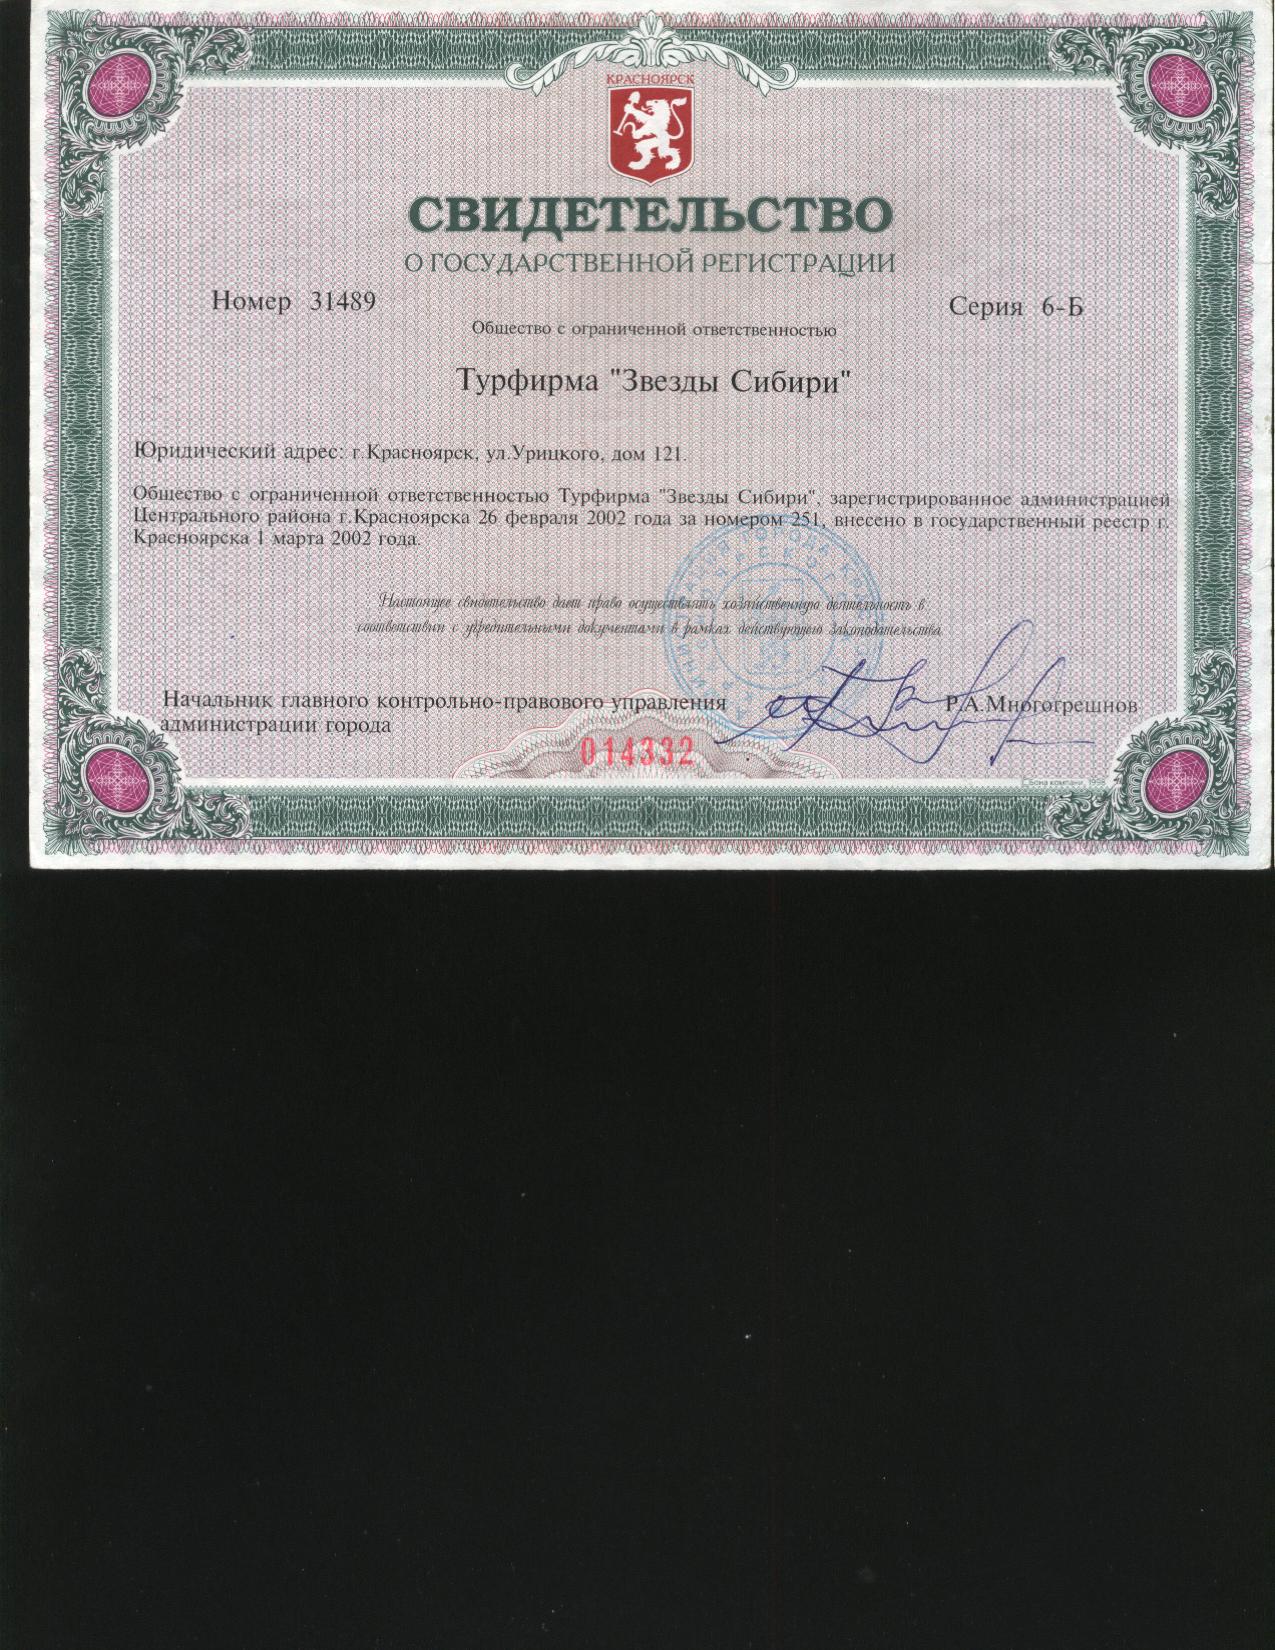 КРАСНОЯРСК
СВИДЕТЕЛЬСТВО
О ГОСУДАРСТВЕННОЙ РЕГИСТРАЦИИ
Номер 31489 Серия 6-Б
Общество с ограниченной ответственностью
Турфирма "Звезды Сибири"
Юридический адрес: г.Красноярск, ул.Урицкого, дом 121.
Общество с ограниченной ответственностью Турфирма "Звезды Сибири", зарегистрированное администрацией
Центрального района г.Красноярска 26 февраля 2002 года за номером 251, внесено в государственный реестр г.
Красноярска 1 марта 2002 года.
Настоящее свидетельство дает право осуществлять хозяйственную деятельность в
соответствии с учредительными документами в рамках действующего законодательства
Начальник главного контрольно-правового управления Р.А.Многогрешнов
администрации города
014332